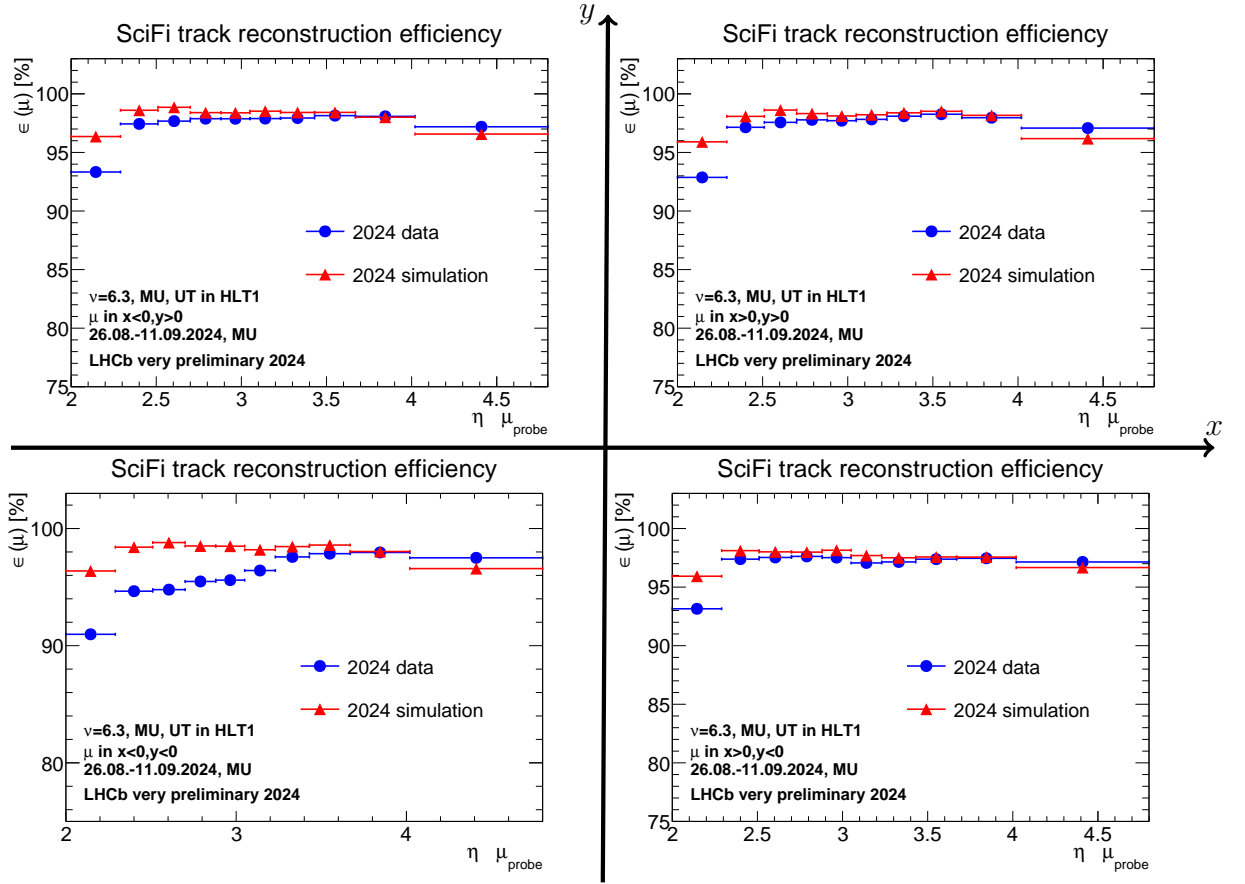 y
SciFi track reconstruction efficiency
ϵ (μ) [%]
100
95
90
85
80
75
2 2.5 3 3.5 4 4.5
η μprobe
2024 data
2024 simulation
ν=6.3, MU, UT in HLT1
μ in x<0,y>0
26.08.-11.09.2024, MU
LHCb very preliminary 2024
SciFi track reconstruction efficiency
ϵ (μ) [%]
100
95
90
85
80
75
2 2.5 3 3.5 4 4.5
η μprobe
2024 data
2024 simulation
ν=6.3, MU, UT in HLT1
μ in x>0,y>0
26.08.-11.09.2024, MU
LHCb very preliminary 2024
x
SciFi track reconstruction efficiency
ϵ (μ) [%]
100
90
80
2 3 4
η μprobe
2024 data
2024 simulation
ν=6.3, MU, UT in HLT1
μ in x<0,y<0
26.08.-11.09.2024, MU
LHCb very preliminary 2024
SciFi track reconstruction efficiency
ϵ (μ) [%]
100
95
90
85
80
75
2 2.5 3 3.5 4 4.5
η μprobe
2024 data
2024 simulation
ν=6.3, MU, UT in HLT1
μ in x>0,y<0
26.08.-11.09.2024, MU
LHCb very preliminary 2024